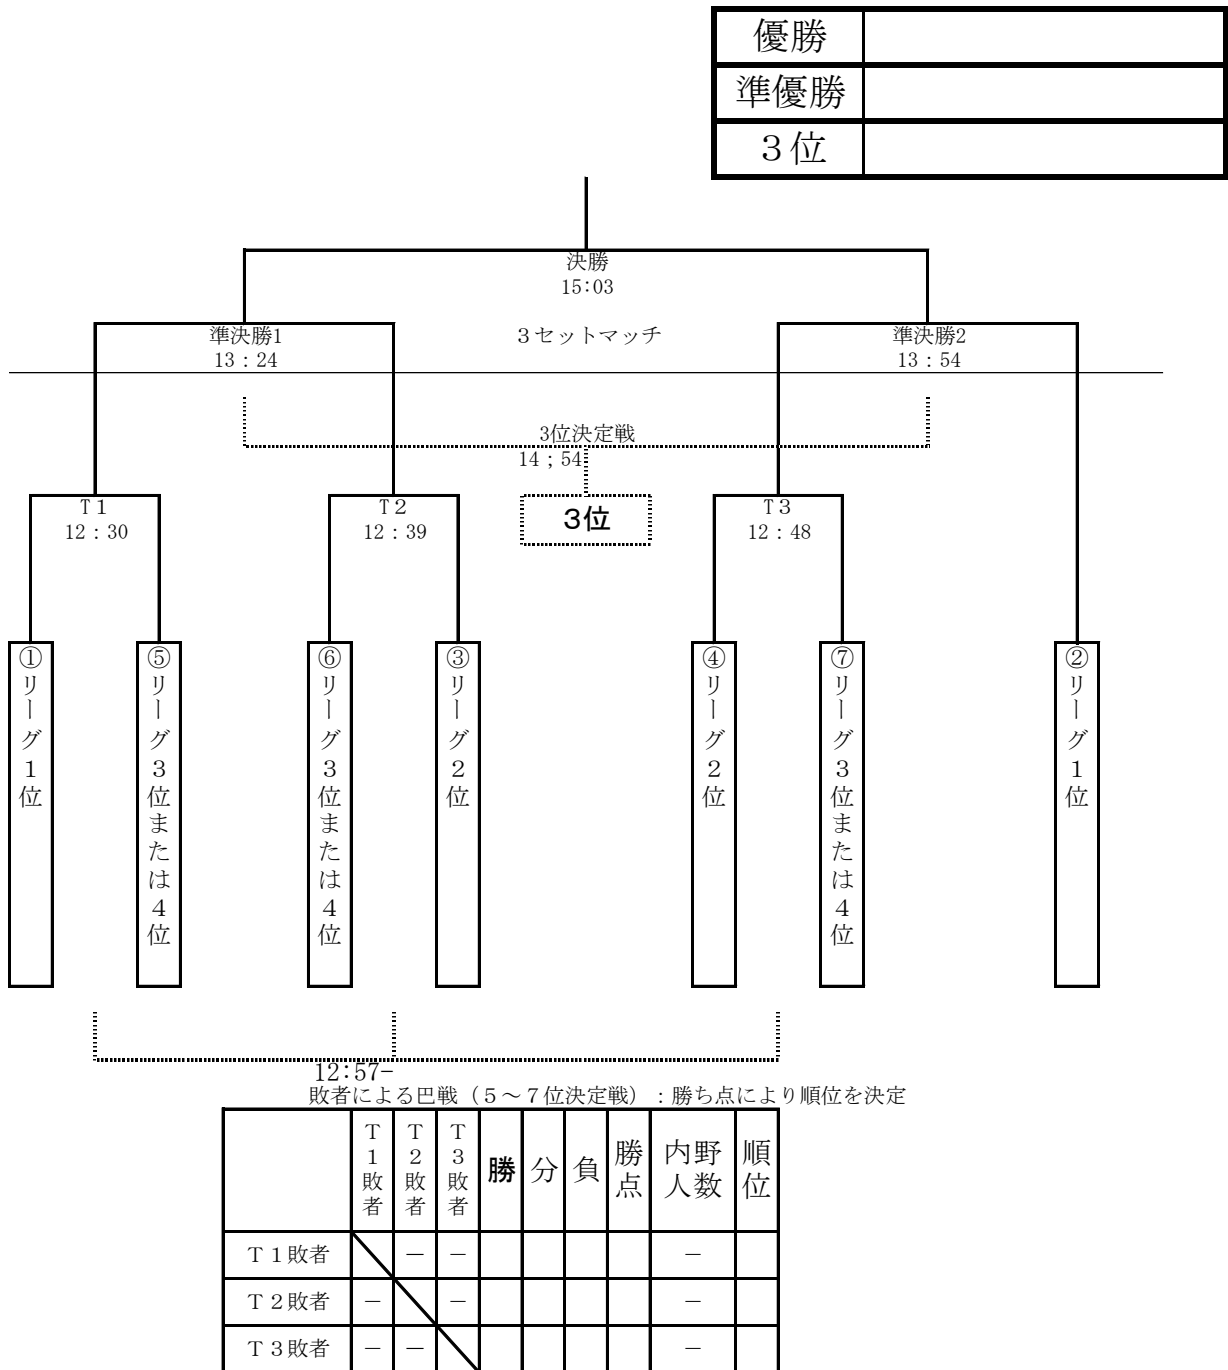 優勝
準優勝
３位
決勝
15:03
準決勝1
13：24
３セットマッチ
準決勝2
13：54
3位決定戦
14；54
T１
12：30
T２
12：39
3位
T３
12：48
①リーグ１位
⑤リーグ３位または４位
⑥リーグ３位または４位
③リーグ２位
④リーグ２位
⑦リーグ３位または４位
②リーグ１位
12:57-
敗者による巴戦（５～７位決定戦）：勝ち点により順位を決定
Ｔ１敗者
Ｔ２敗者
Ｔ３敗者
勝
分
負
勝点
内野人数
順位
Ｔ１敗者 － － －
Ｔ２敗者 － － －
Ｔ３敗者 － － －